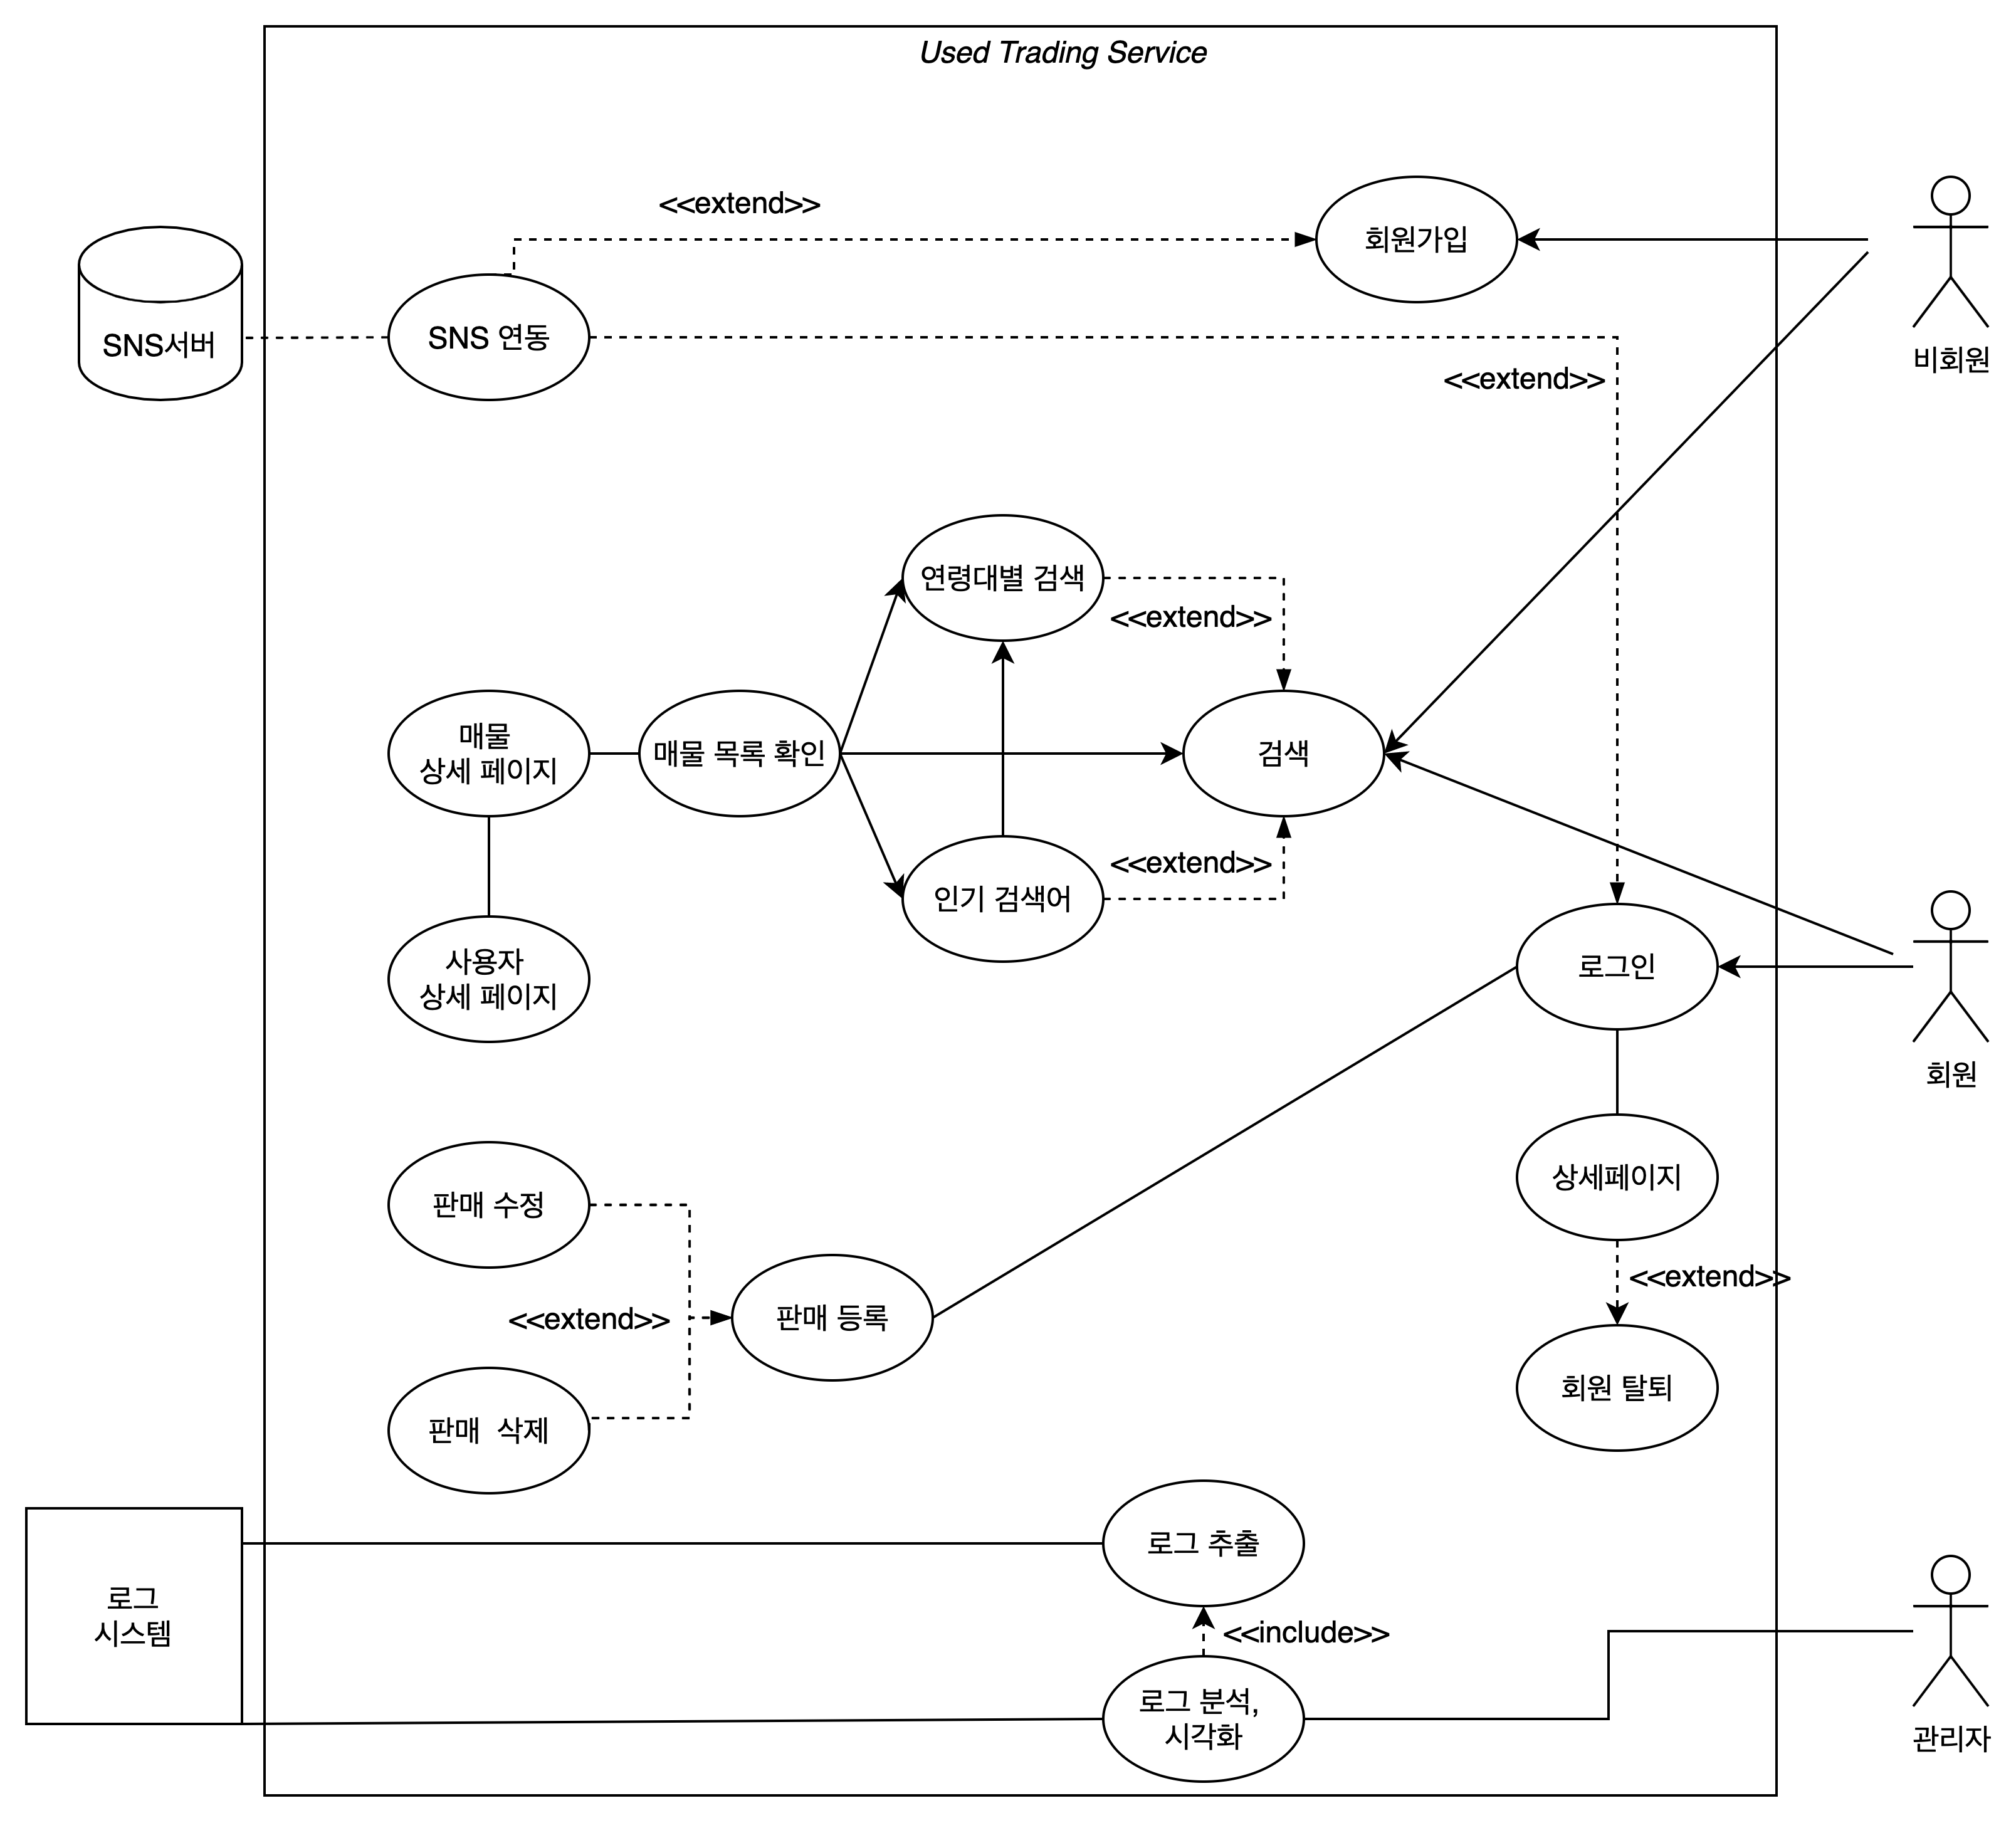 Used Trading Service
<<extend>>
회원가입
SNS서버
SNS 연동
비회원
<<extend>>
연령대별 검색
<<extend>>
매물
상세 페이지
매물 목록 확인
검색
<<extend>>
인기 검색어
사용자
상세 페이지
로그인
회원
상세페이지
판매 수정
<<extend>>
<<extend>>
판매 등록
회원 탈퇴
판매  삭제
로그 추출
로그
시스템
<<include>>
로그 분석,
시각화
관리자